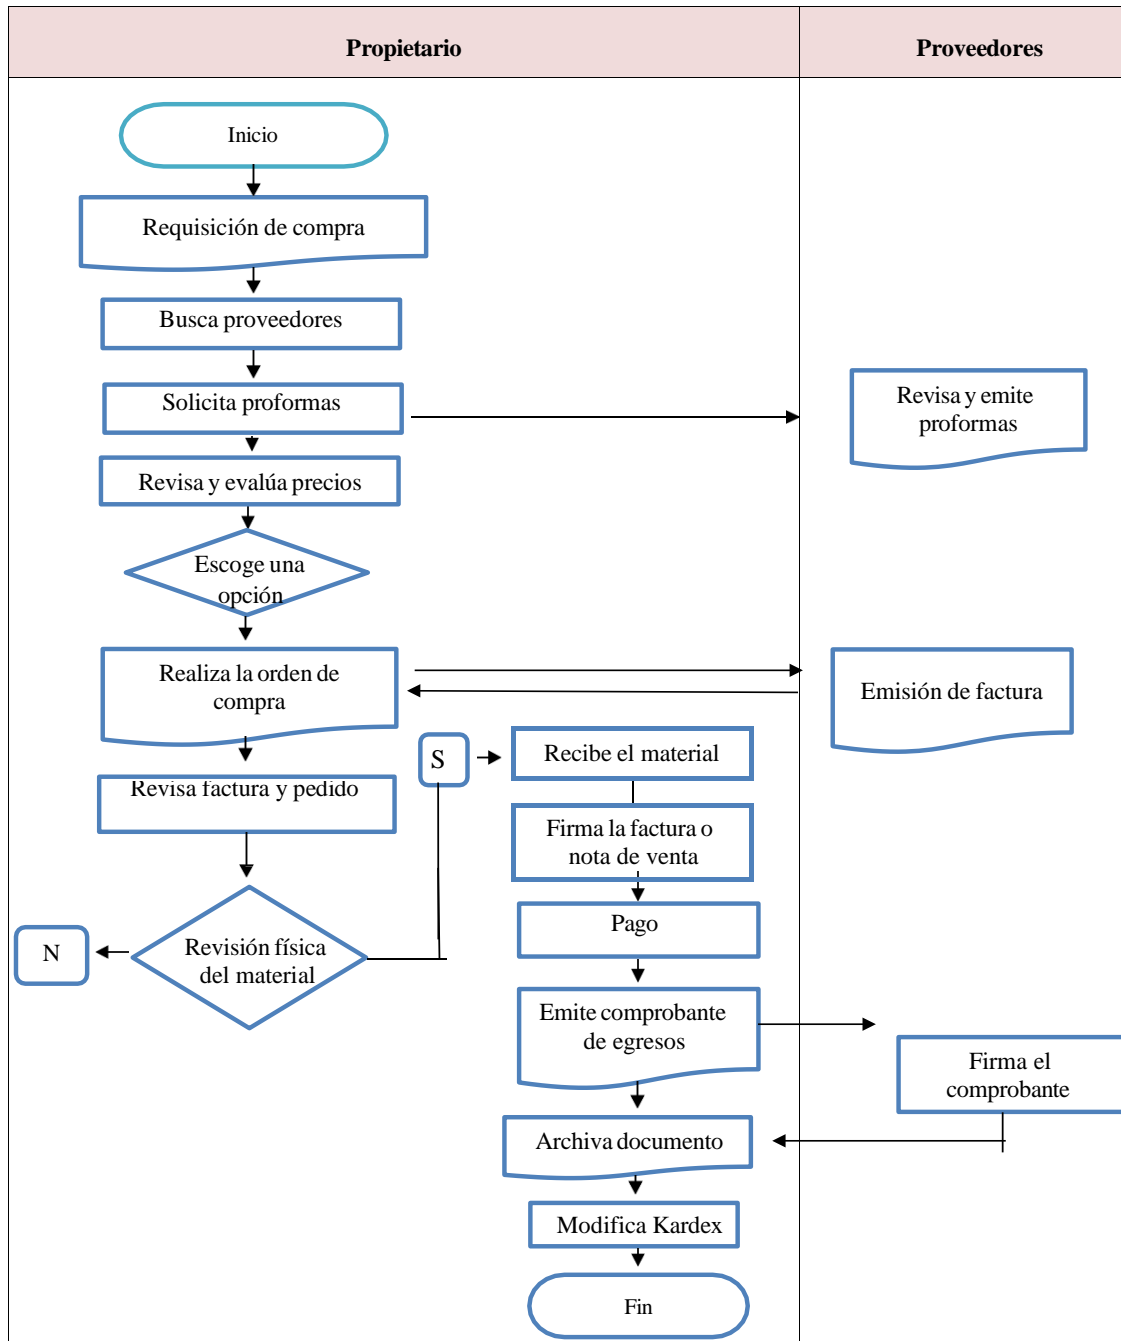 Propietario
Proveedores
Inicio
Requisición de compra
Busca proveedores
Solicita proformas
Revisa y emite
proformas
Revisa y evalúa precios
Escoge una
opción
Realiza la orden de
compra
Emisión de factura
S
Recibe el material
Revisa factura y pedido
Firma la factura o
nota de venta
Pago
N
Revisión física
del material
Emite comprobante
de egresos
Firma el
comprobante
Archiva documento
Modifica Kardex
Fin